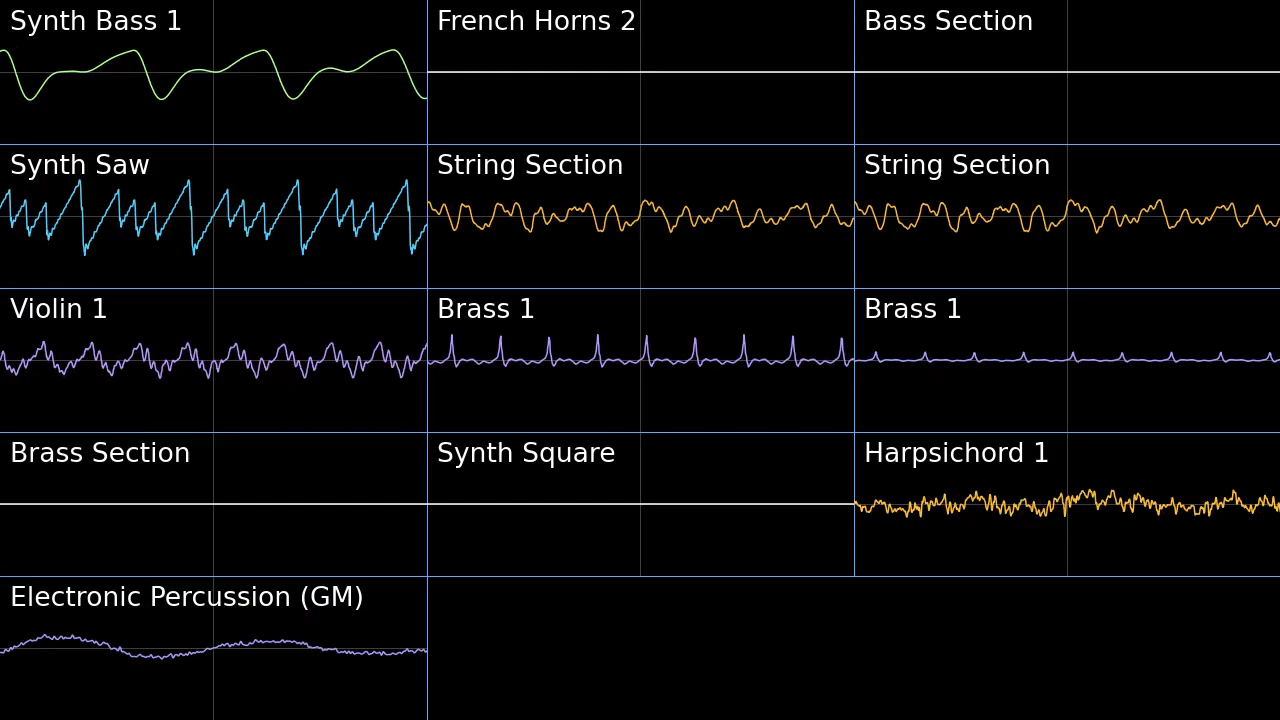 Synth Bass 1
French Horns 2
Bass Section
Synth Saw
String Section
String Section
Violin 1
Brass 1
Brass 1
Brass Section
Synth Square
Harpsichord 1
Electronic Percussion (GM)